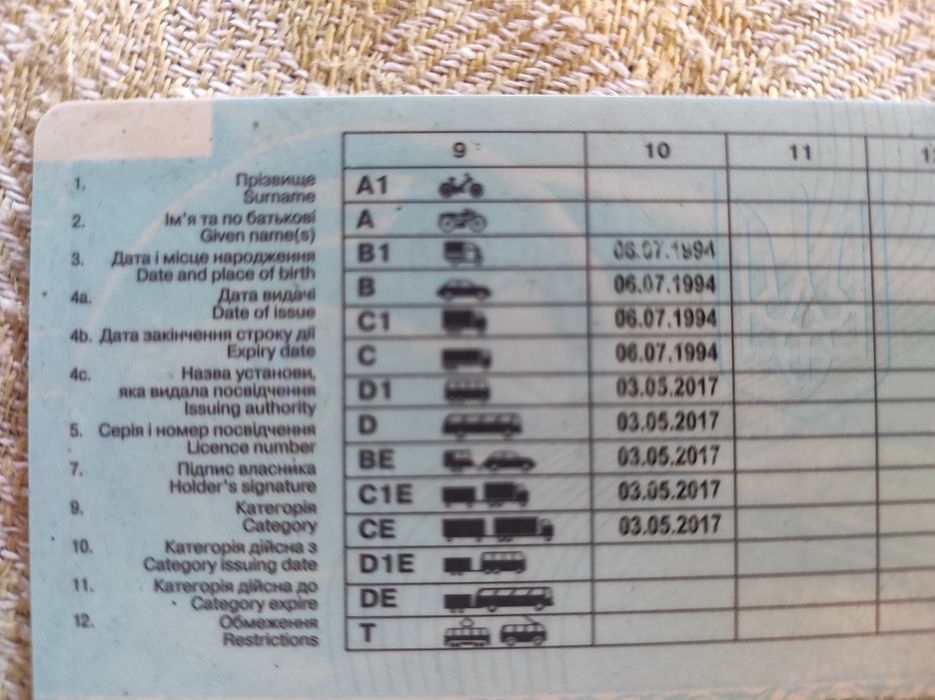 1. Прізвище
Surname
2. Ім'я та по батькові
Given name(s)
3. Дата і місце народження
Date and place of birth
4a. Дата видачі
Date of issue
4b. Дата закінчення строку дії
Expiry date
4c. Назва установи,
яка видала посвідчення
Issuing authority
5. Серія і номер посвідчення
Licence number
7. Підпис власника
Holder's signature
9. Категорія
Category
10. Категорія дійсна з
Category issuing date
11. Категорія дійсна до
Category expire
12. Обмеження
Restrictions
9 10 11
A1
A
B1 06.07.1994
B 06.07.1994
C1 06.07.1994
C 06.07.1994
D1 03.05.2017
D 03.05.2017
BE 03.05.2017
C1E 03.05.2017
CE 03.05.2017
D1E
DE
T